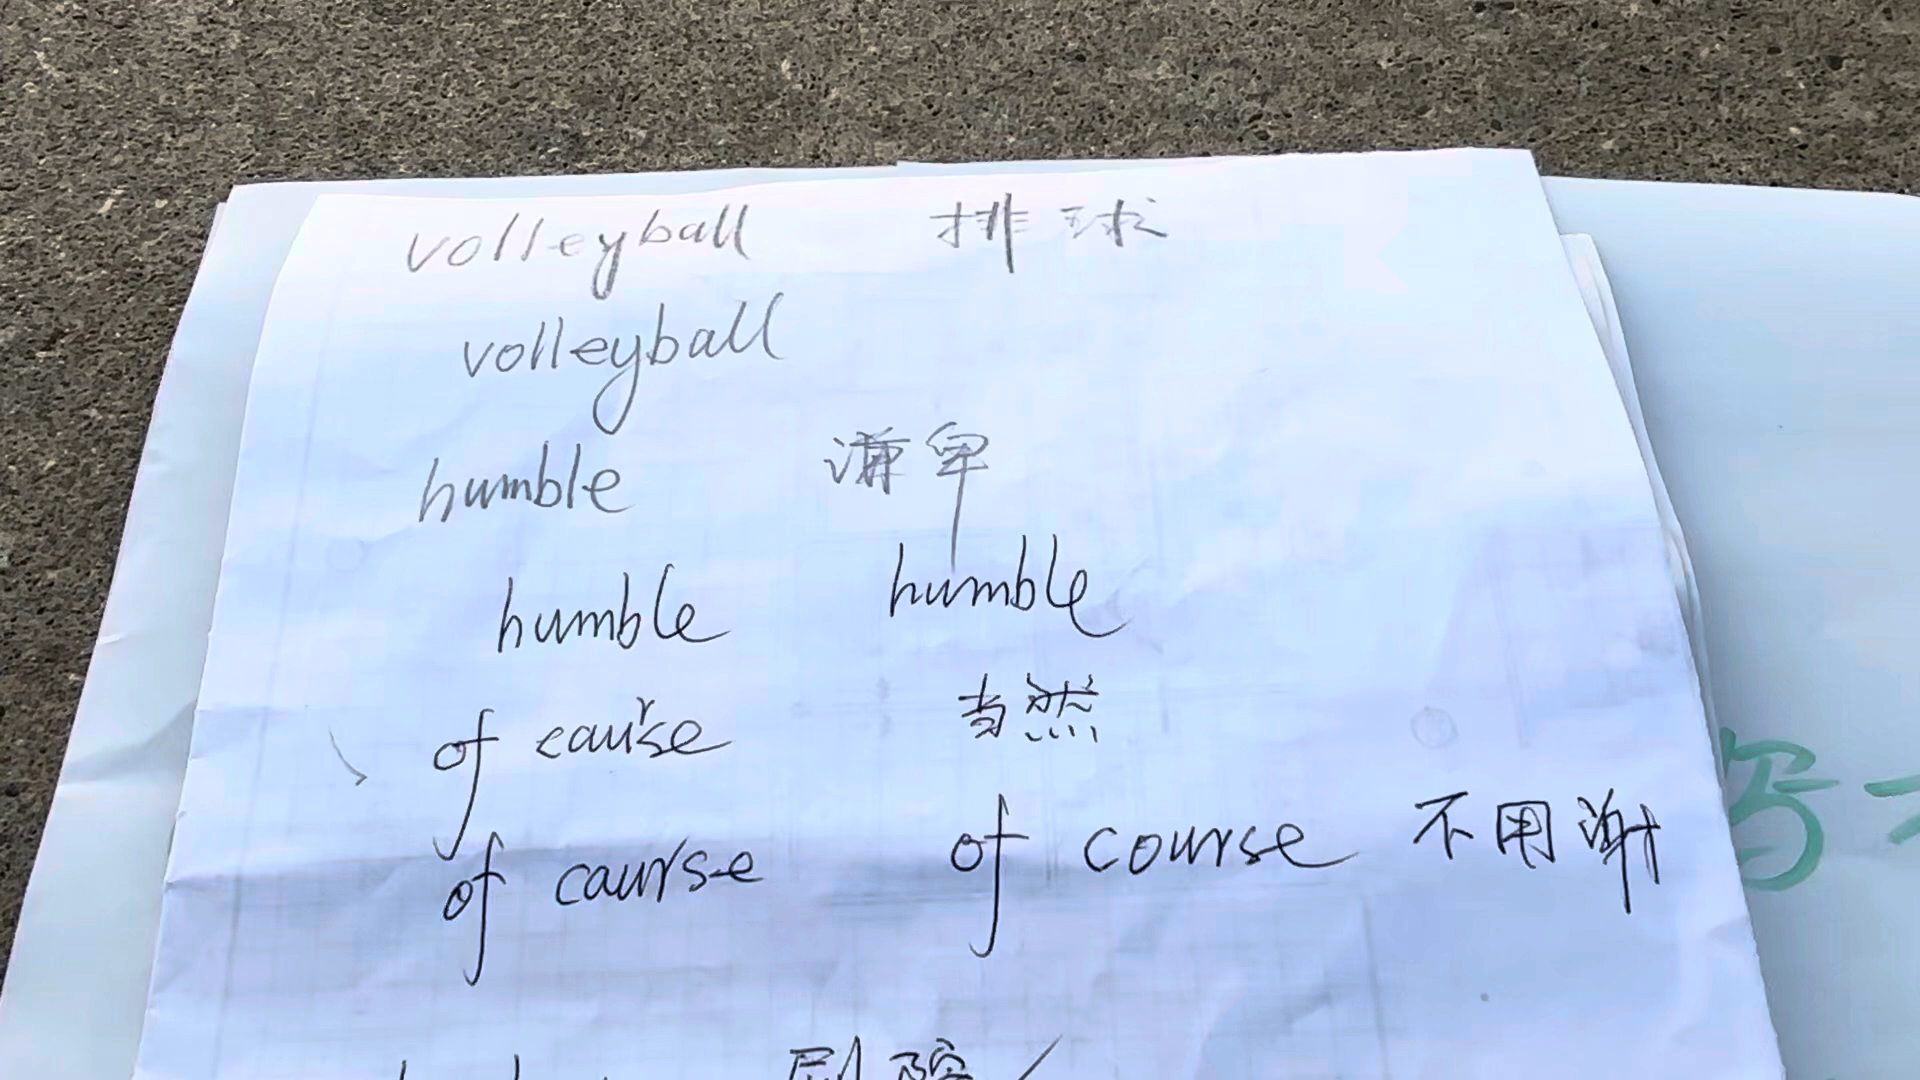 volleyball 排球
volleyball
humble 谦卑
humble humble
of caurse 当然
of caurse of course 不用谢